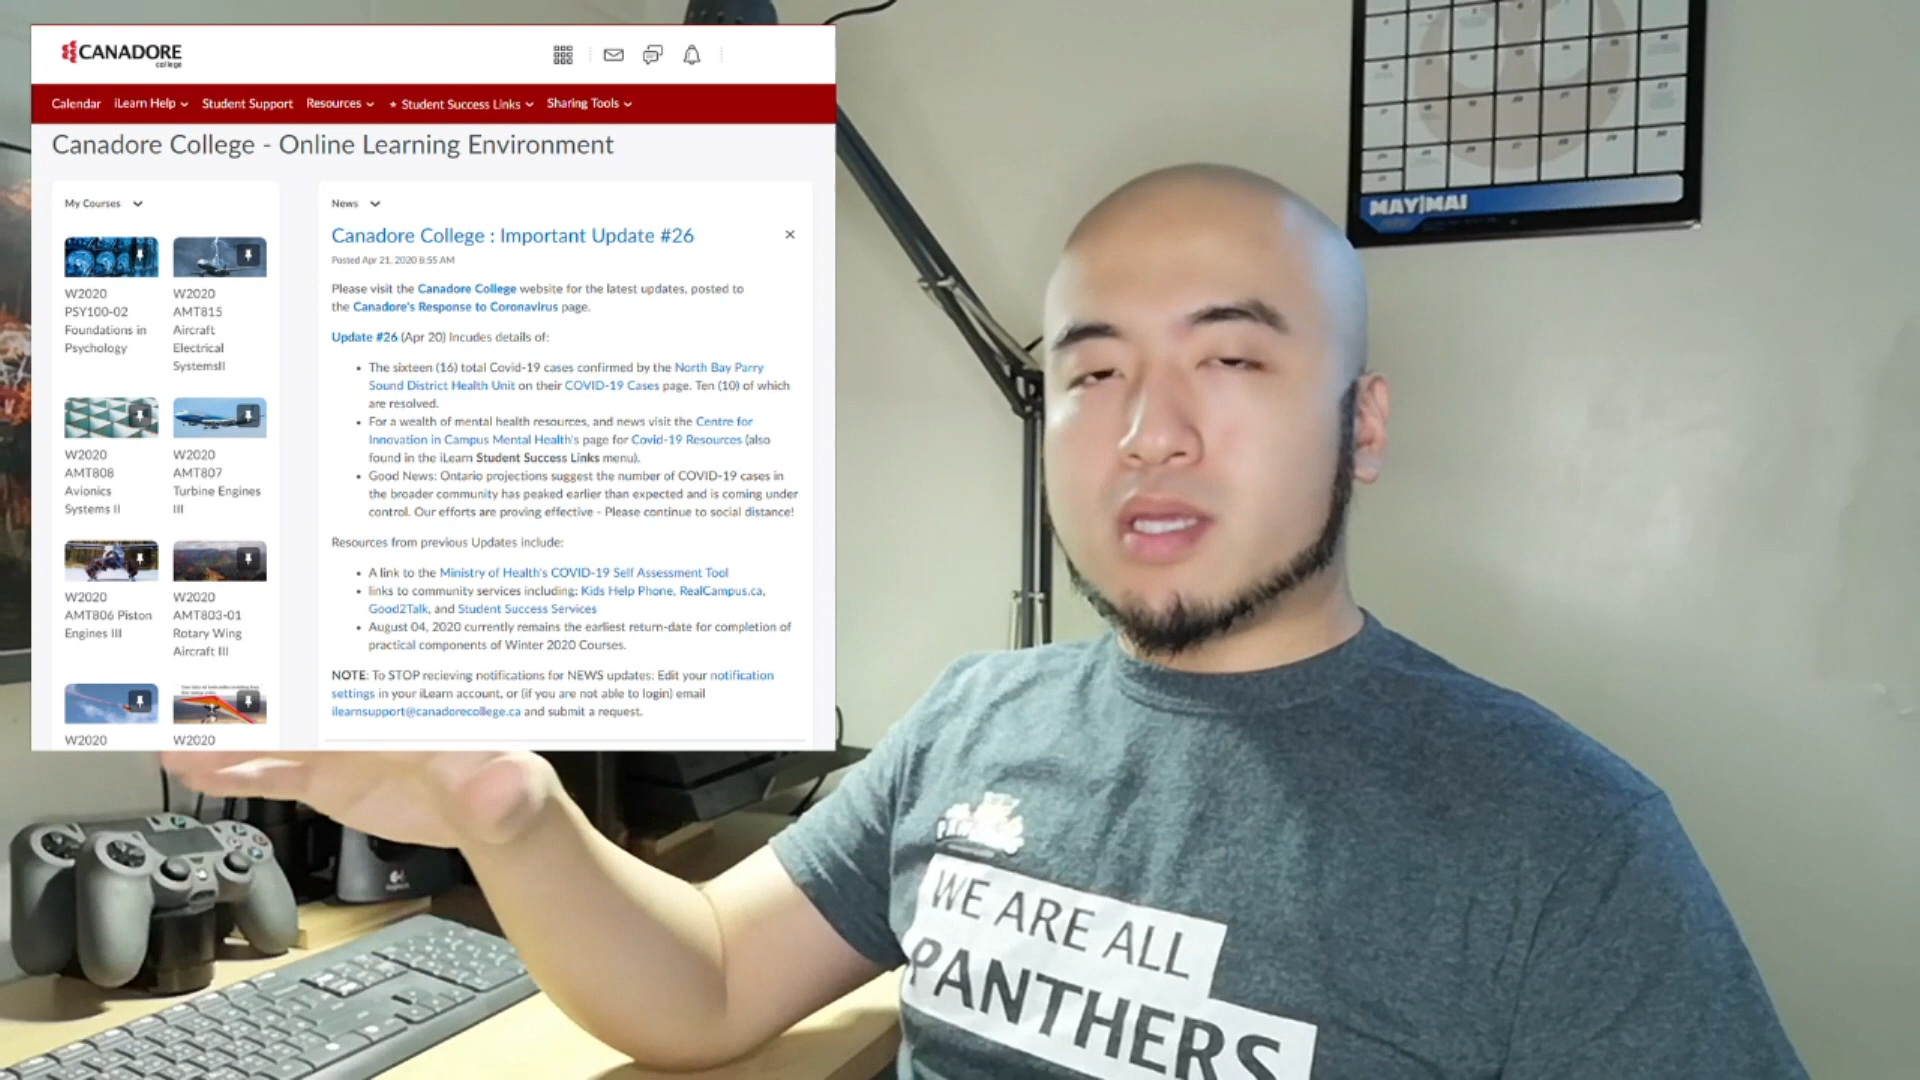 CANADORE
college
Calendar iLearn Help Student Support Resources ★ Student Success Links Sharing Tools
Canadore College - Online Learning Environment
My Courses
W2020
PSY100-02
Foundations in
Psychology
W2020
AMT815
Aircraft
Electrical
SystemsII
W2020
AMT808
Avionics
Systems II
W2020
AMT807
Turbine Engines
III
W2020
AMT806 Piston
Engines III
W2020
AMT803-01
Rotary Wing
Aircraft III
W2020
W2020
News
Canadore College : Important Update #26
Posted Apr 21, 2020 8:55 AM
Please visit the Canadore College website for the latest updates, posted to
the Canadore's Response to Coronavirus page.
Update #26 (Apr 20) Incudes details of:
• The sixteen (16) total Covid-19 cases confirmed by the North Bay Parry
Sound District Health Unit on their COVID-19 Cases page. Ten (10) of which
are resolved.
• For a wealth of mental health resources, and news visit the Centre for
Innovation in Campus Mental Health's page for Covid-19 Resources (also
found in the iLearn Student Success Links menu).
• Good News: Ontario projections suggest the number of COVID-19 cases in
the broader community has peaked earlier than expected and is coming under
control. Our efforts are proving effective - Please continue to social distance!
Resources from previous Updates include:
• A link to the Ministry of Health's COVID-19 Self Assessment Tool
• links to community services including: Kids Help Phone, RealCampus.ca,
Good2Talk, and Student Success Services
• August 04, 2020 currently remains the earliest return-date for completion of
practical components of Winter 2020 Courses.
NOTE: To STOP recieving notifications for NEWS updates: Edit your notification
settings in your iLearn account, or (if you are not able to login) email
ilearnsupport@canadorecollege.ca and submit a request.
MAY|MAI
WE ARE ALL
PANTHERS